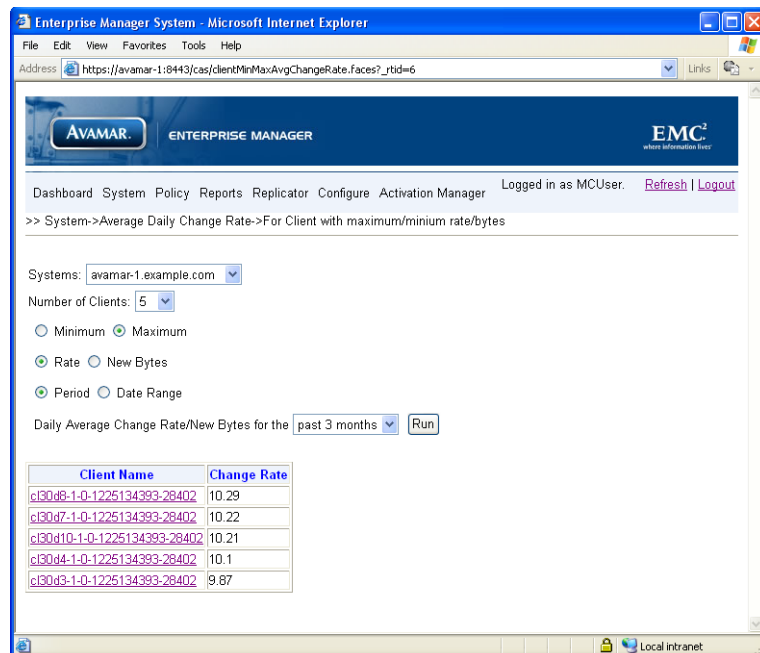 Enterprise Manager System - Microsoft Internet Explorer
File Edit View Favorites Tools Help
Address https://avamar-1:8443/cas/clientMinMaxAvgChangeRate.faces?_rtid=6 Links
AVAMAR. ENTERPRISE MANAGER EMC²
where information lives®
Dashboard System Policy Reports Replicator Configure Activation Manager Logged in as MCUser. Refresh | Logout
>> System->Average Daily Change Rate->For Client with maximum/minium rate/bytes
Systems: avamar-1.example.com
Number of Clients: 5
Minimum Maximum
Rate New Bytes
Period Date Range
Daily Average Change Rate/New Bytes for the past 3 months Run
Client Name Change Rate
cl30d8-1-0-1225134393-28402 10.29
cl30d7-1-0-1225134393-28402 10.22
cl30d10-1-0-1225134393-28402 10.21
cl30d4-1-0-1225134393-28402 10.1
cl30d3-1-0-1225134393-28402 9.87
Local intranet